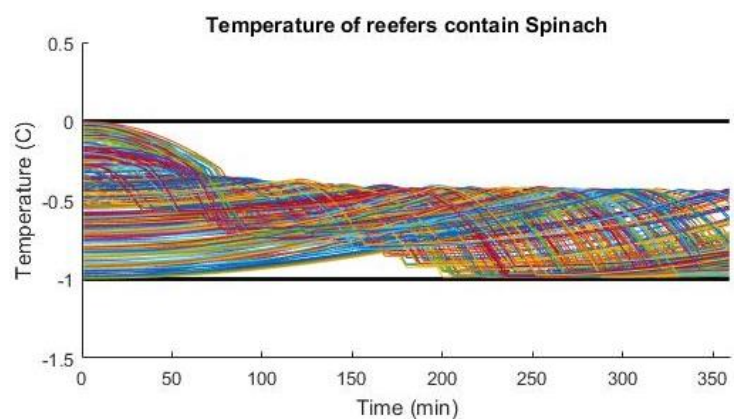 Temperature of reefers contain Spinach
0.5
0
-0.5
-1
-1.5
Temperature (C)
0 50 100 150 200 250 300 350
Time (min)